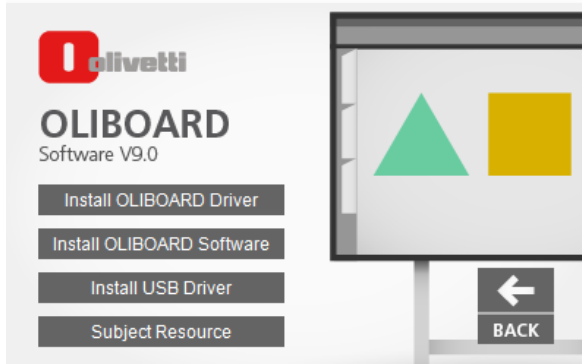 olivetti
OLIBOARD
Software V9.0
Install OLIBOARD Driver
Install OLIBOARD Software
Install USB Driver
Subject Resource
BACK